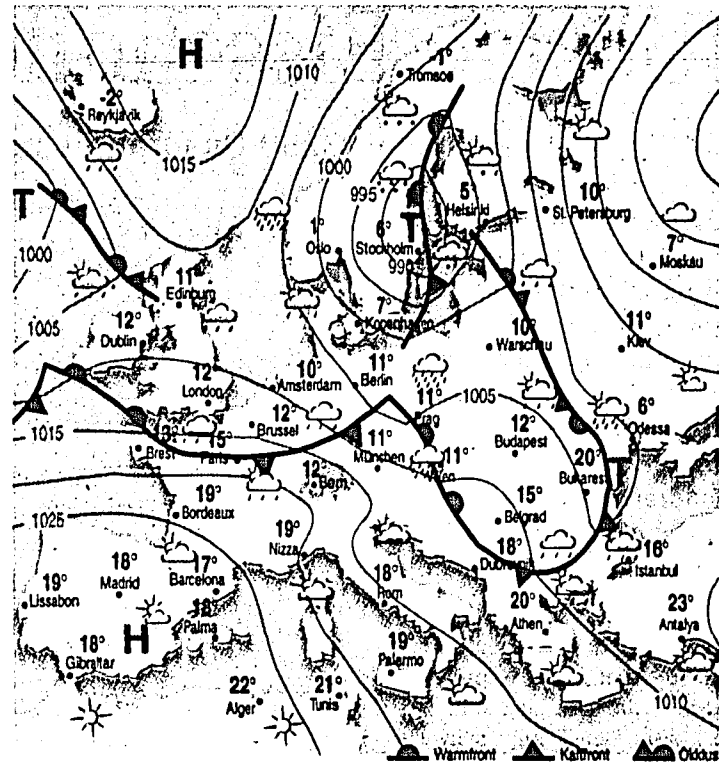 H
1010
-1°
Tromsoe
-2°
Reykjavik
1015
1000
995
5°
Helsinki
10°
St. Petersburg
T
1000
1°
Oslo
6°
Stockholm
T
990
7°
Moskau
11°
Edinburg
1005
12°
Dublin
7°
Kopenhagen
10°
Warschau
11°
Kiev
12
London
10°
Amsterdam
11°
Berlin
1005
1015
13°
Brest
15°
Paris
12°
Brüssel
11°
Prag
12°
Budapest
6°
Odessa
11°
München
11°
Wien
20°
Bukarest
T
12°
Bern
1025
19°
Bordeaux
15°
Belgrad
19°
Nizza
18°
Dubrovnik
16°
Istanbul
19°
Lissabon
18°
Madrid
17°
Barcelona
18°
Rom
18°
Palma
20°
Athen
23°
Antalya
H
18°
Gibraltar
19°
Palermo
22°
Alger
21°
Tunis
1010
Warmfront
Kaltfront